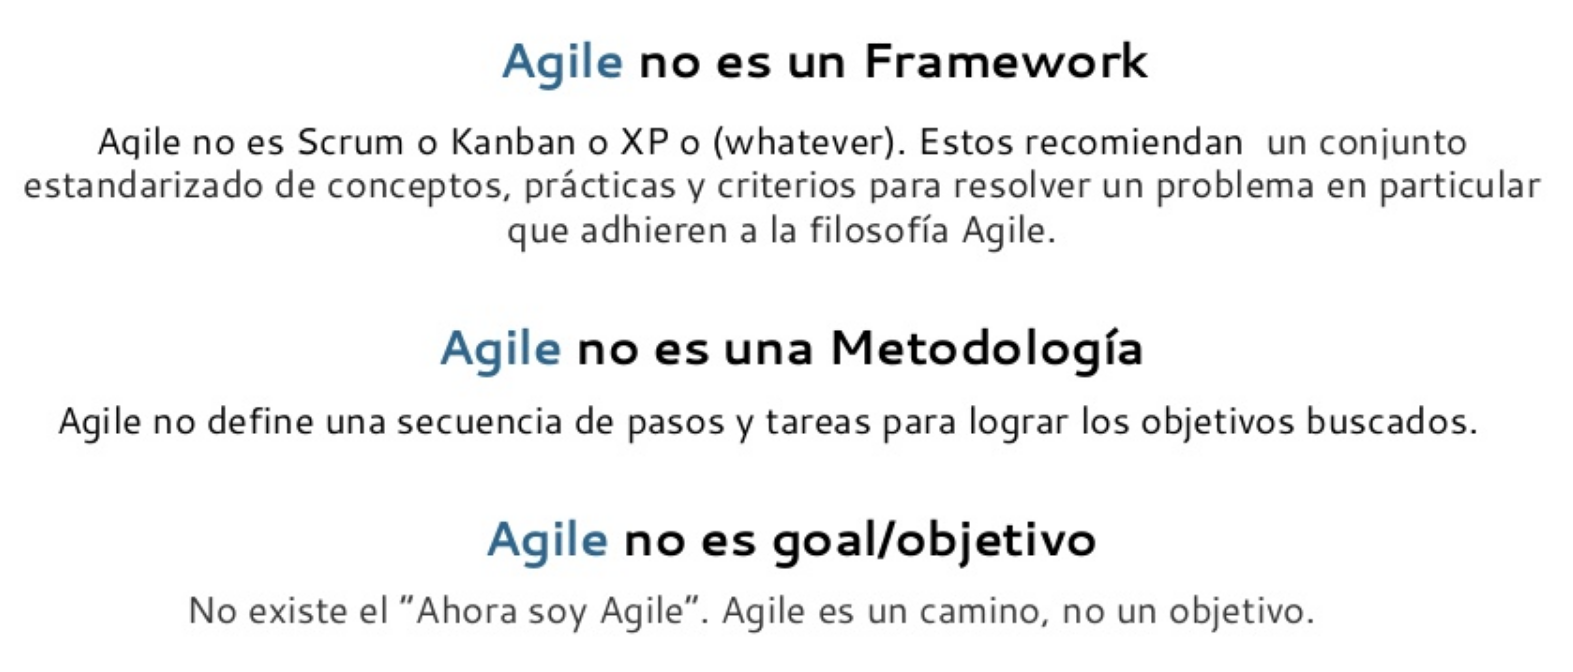 Agile no es un Framework
Agile no es Scrum o Kanban o XP o (whatever). Estos recomiendan un conjunto
estandarizado de conceptos, prácticas y criterios para resolver un problema en particular
que adhieren a la filosofía Agile.
Agile no es una Metodología
Agile no define una secuencia de pasos y tareas para lograr los objetivos buscados.
Agile no es goal/objetivo
No existe el "Ahora soy Agile". Agile es un camino, no un objetivo.